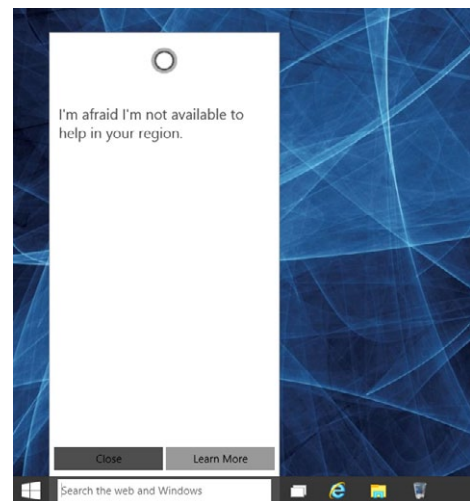 I'm afraid I'm not available to
help in your region.
Close
Learn More
Search the web and Windows